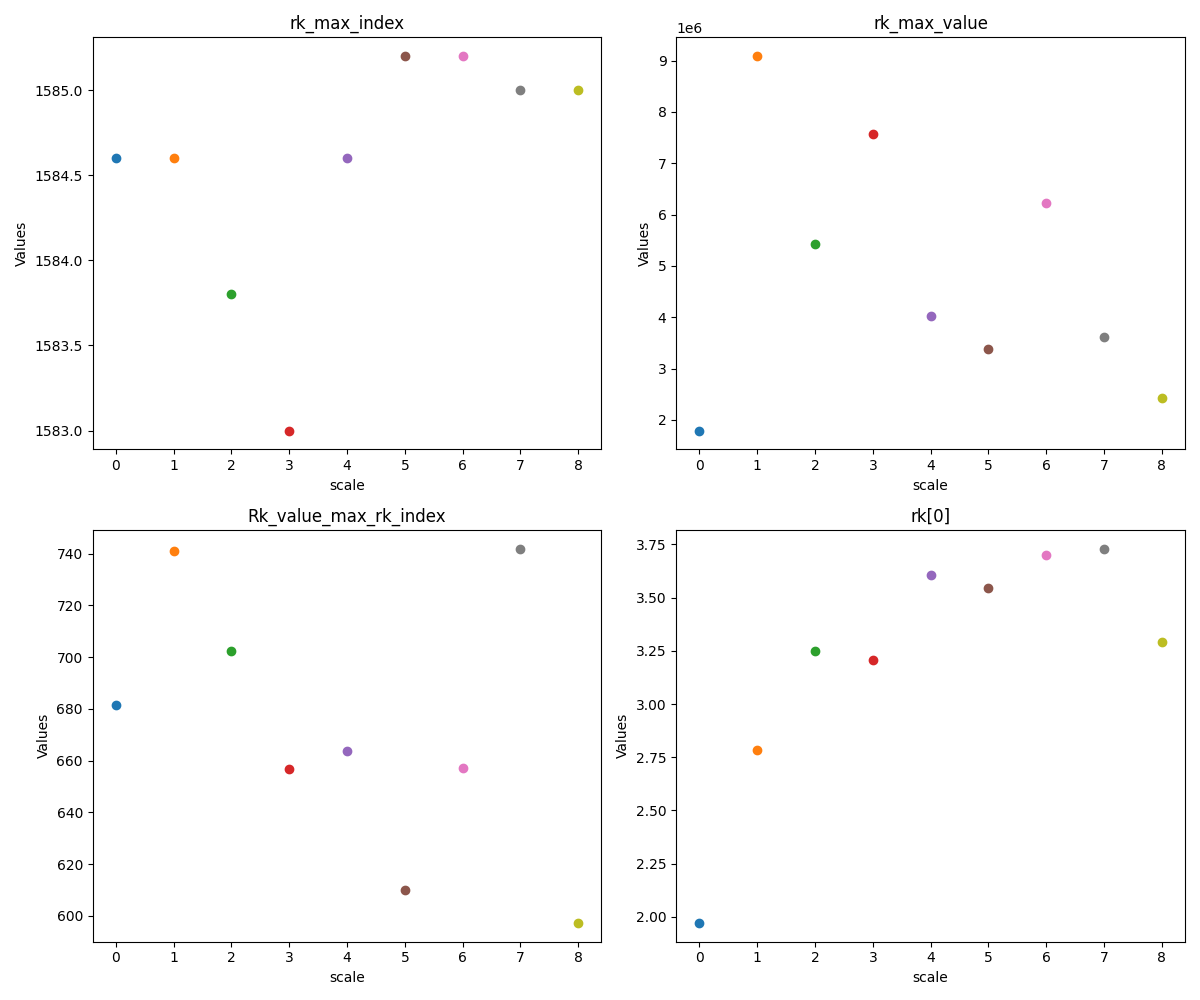 rk_max_index
Values
1585.0
1584.5
1584.0
1583.5
1583.0
0 1 2 3 4 5 6 7 8
scale
rk_max_value
1e6
Values
9
8
7
6
5
4
3
2
0 1 2 3 4 5 6 7 8
scale
Rk_value_max_rk_index
Values
740
720
700
680
660
640
620
600
0 1 2 3 4 5 6 7 8
scale
rk[0]
Values
3.75
3.50
3.25
3.00
2.75
2.50
2.25
2.00
0 1 2 3 4 5 6 7 8
scale